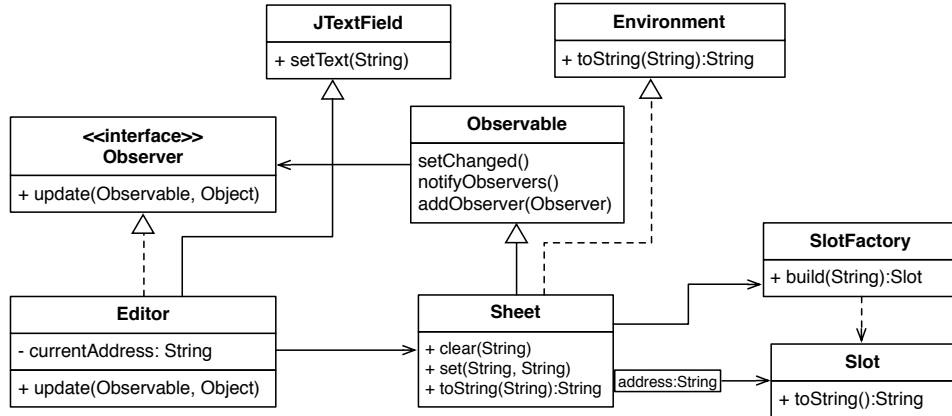 JTextField
+ setText(String)
Environment
+ toString(String):String
<<interface>>
Observer
+ update(Observable, Object)
Observable
setChanged()
notifyObservers()
addObserver(Observer)
SlotFactory
+ build(String):Slot
Editor
- currentAddress: String
+ update(Observable, Object)
Sheet
+ clear(String)
+ set(String, String)
+ toString(String):String
address:String
Slot
+ toString():String